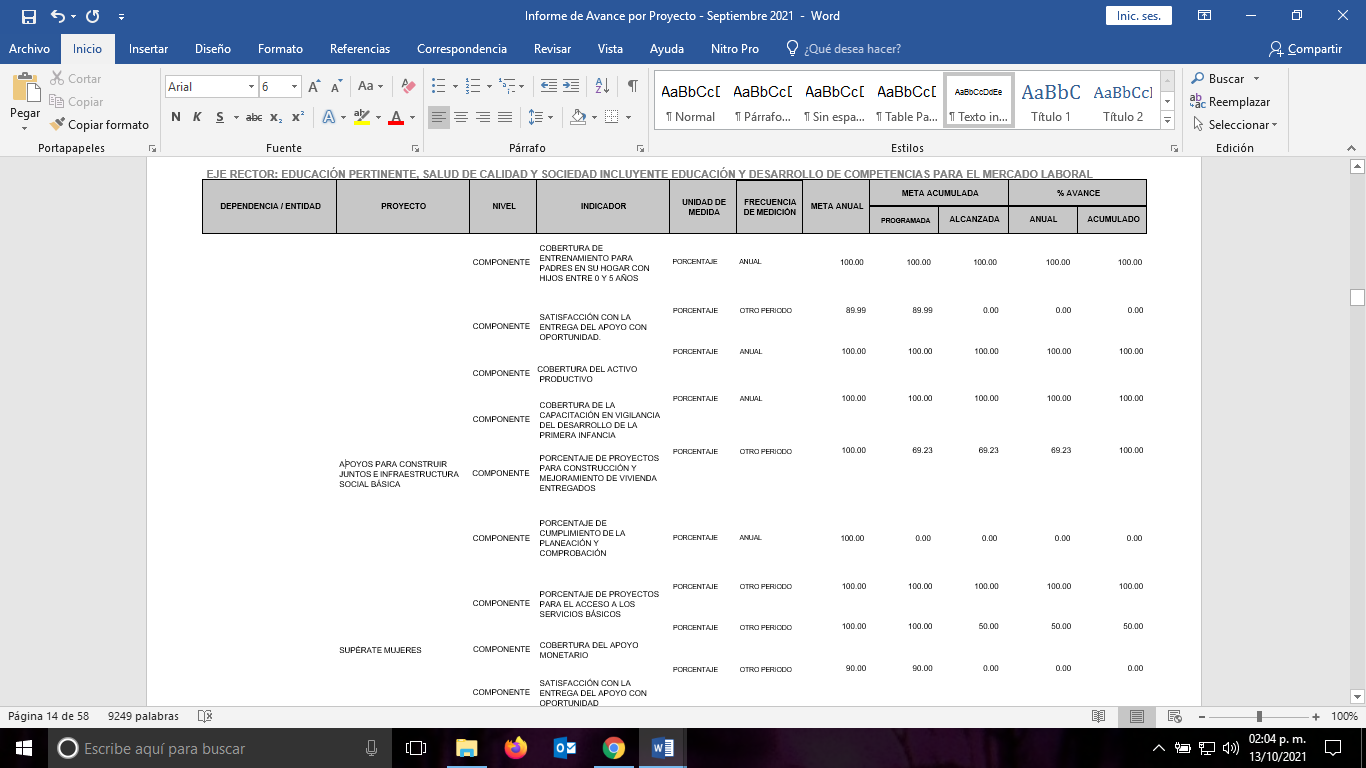 Informe de Avance por Proyecto - Septiembre 2021 - Word
Inic. ses.
Archivo Inicio Insertar Diseño Formato Referencias Correspondencia Revisar Vista Ayuda Nitro Pro ¿Qué desea hacer? Compartir
Pegar
Cortar
Copiar
Copiar formato
Portapapeles
Arial 6
N K S abc x₂ x²
Fuente
Párrafo
AaBbCcD AaBbCcD AaBbCcD AaBbCcD AaBbCcDdEe AaBbC AaBbCcI
¶ Normal ¶ Párrafo... ¶ Sin espa... ¶ Table Pa... ¶ Texto in... Título 1 Título 2
Estilos
Buscar
Reemplazar
Seleccionar
Edición
EJE RECTOR: EDUCACIÓN PERTINENTE, SALUD DE CALIDAD Y SOCIEDAD INCLUYENTE EDUCACIÓN Y DESARROLLO DE COMPETENCIAS PARA EL MERCADO LABORAL
DEPENDENCIA / ENTIDAD PROYECTO NIVEL INDICADOR UNIDAD DE MEDIDA FRECUENCIA DE MEDICIÓN META ANUAL META ACUMULADA % AVANCE
PROGRAMADA ALCANZADA ANUAL ACUMULADO
COMPONENTE COBERTURA DE ENTRENAMIENTO PARA PADRES EN SU HOGAR CON HIJOS ENTRE 0 Y 5 AÑOS PORCENTAJE ANUAL 100.00 100.00 100.00 100.00 100.00
COMPONENTE SATISFACCIÓN CON LA ENTREGA DEL APOYO CON OPORTUNIDAD. PORCENTAJE OTRO PERIODO 89.99 89.99 0.00 0.00 0.00
COMPONENTE COBERTURA DEL ACTIVO PRODUCTIVO PORCENTAJE ANUAL 100.00 100.00 100.00 100.00 100.00
COMPONENTE COBERTURA DE LA CAPACITACIÓN EN VIGILANCIA DEL DESARROLLO DE LA PRIMERA INFANCIA PORCENTAJE ANUAL 100.00 100.00 100.00 100.00 100.00
APOYOS PARA CONSTRUIR JUNTOS E INFRAESTRUCTURA SOCIAL BÁSICA COMPONENTE PORCENTAJE DE PROYECTOS PARA CONSTRUCCIÓN Y MEJORAMIENTO DE VIVIENDA ENTREGADOS PORCENTAJE OTRO PERIODO 100.00 69.23 69.23 69.23 100.00
COMPONENTE PORCENTAJE DE CUMPLIMIENTO DE LA PLANEACIÓN Y COMPROBACIÓN PORCENTAJE ANUAL 100.00 0.00 0.00 0.00 0.00
COMPONENTE PORCENTAJE DE PROYECTOS PARA EL ACCESO A LOS SERVICIOS BÁSICOS PORCENTAJE OTRO PERIODO 100.00 100.00 100.00 100.00 100.00
SUPÉRATE MUJERES COMPONENTE COBERTURA DEL APOYO MONETARIO PORCENTAJE OTRO PERIODO 100.00 100.00 50.00 50.00 50.00
COMPONENTE SATISFACCIÓN CON LA ENTREGA DEL APOYO CON OPORTUNIDAD PORCENTAJE OTRO PERIODO 90.00 90.00 0.00 0.00 0.00
Página 14 de 58 9249 palabras 100%
Escribe aquí para buscar
02:04 p. m.
13/10/2021